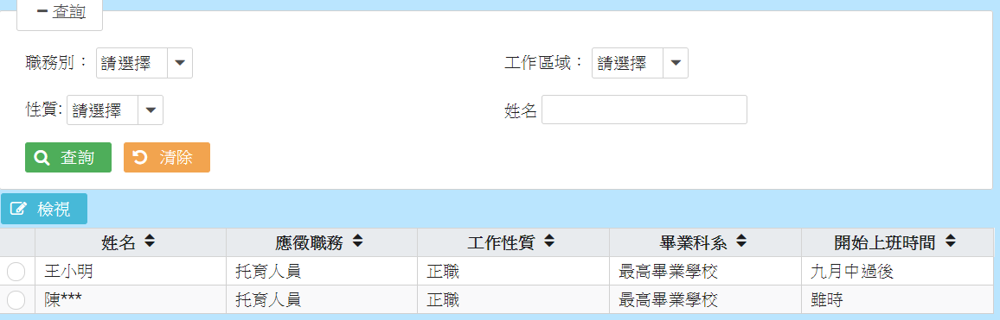 查詢
職務別： 請選擇 工作區域： 請選擇
性質: 請選擇 姓名
查詢 清除
檢視
姓名 應徵職務 工作性質 畢業科系 開始上班時間
王小明 托育人員 正職 最高畢業學校 九月中過後
陳*** 托育人員 正職 最高畢業學校 雖時